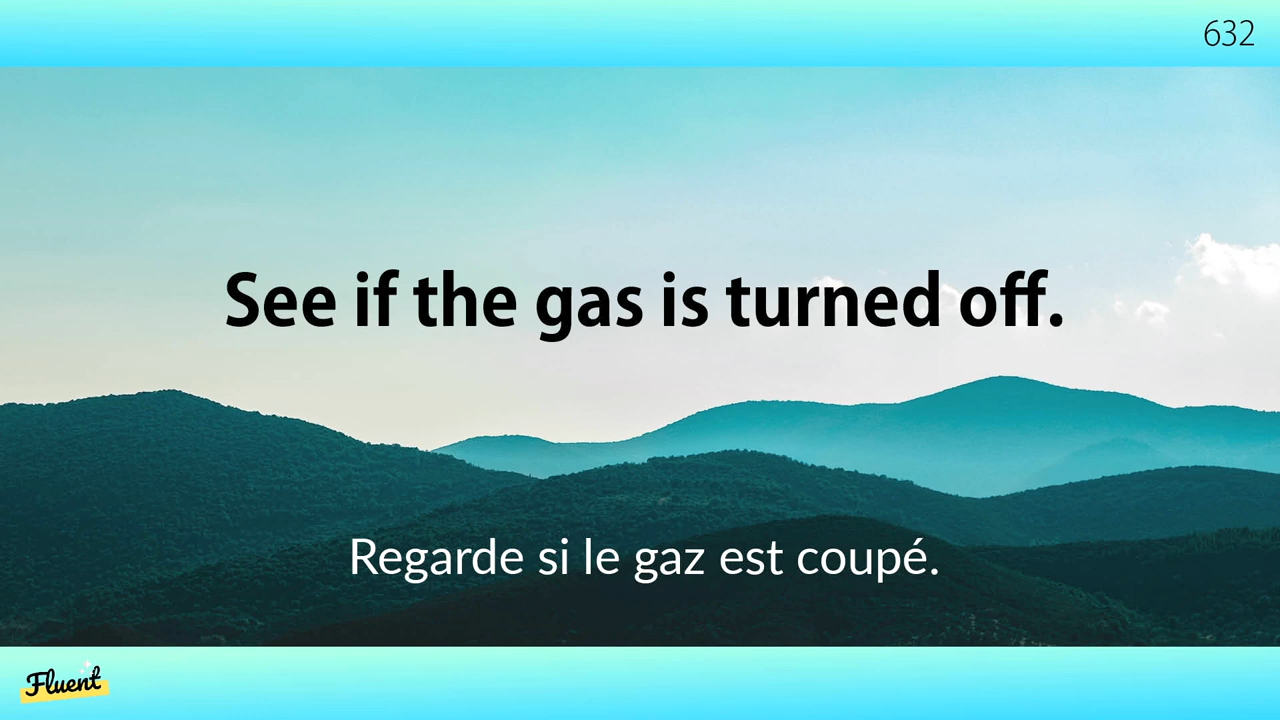 632
See if the gas is turned off.
Regarde si le gaz est coupé.
Fluent